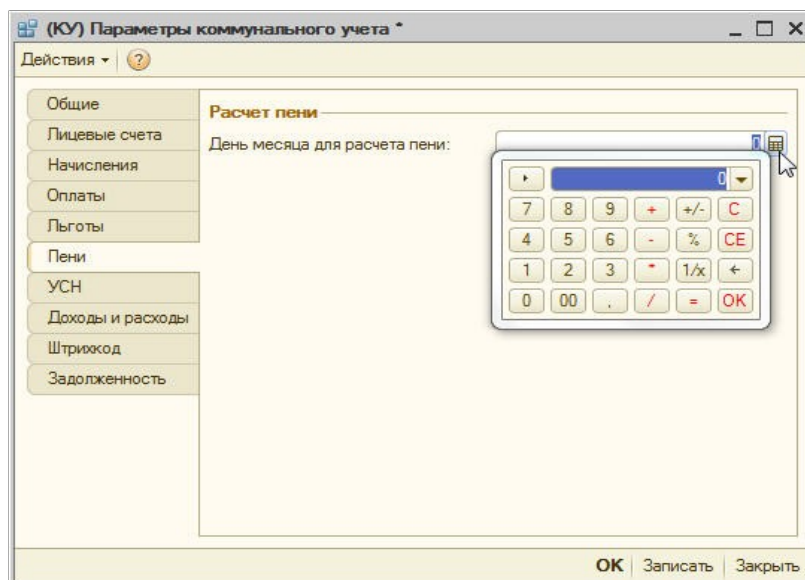 (КУ) Параметры коммунального учета *
Действия
?
Общие
Лицевые счета
Начисления
Оплаты
Льготы
Пени
УСН
Доходы и расходы
Штрихкод
Задолженность
Расчет пени
День месяца для расчета пени:
0
0
7 8 9 + +/- C
4 5 6 - % CE
1 2 3 * 1/x ←
0 00 . / = OK
OK Записать Закрыть